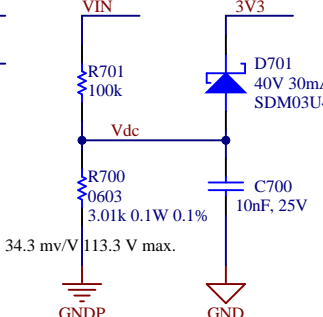 VIN
3V3
R701
100k
D701
40V 30mA
SDM03U4
Vdc
R700
0603
3.01k 0.1W 0.1%
C700
10nF, 25V
34.3 mv/V 113.3 V max.
GNDP
GND